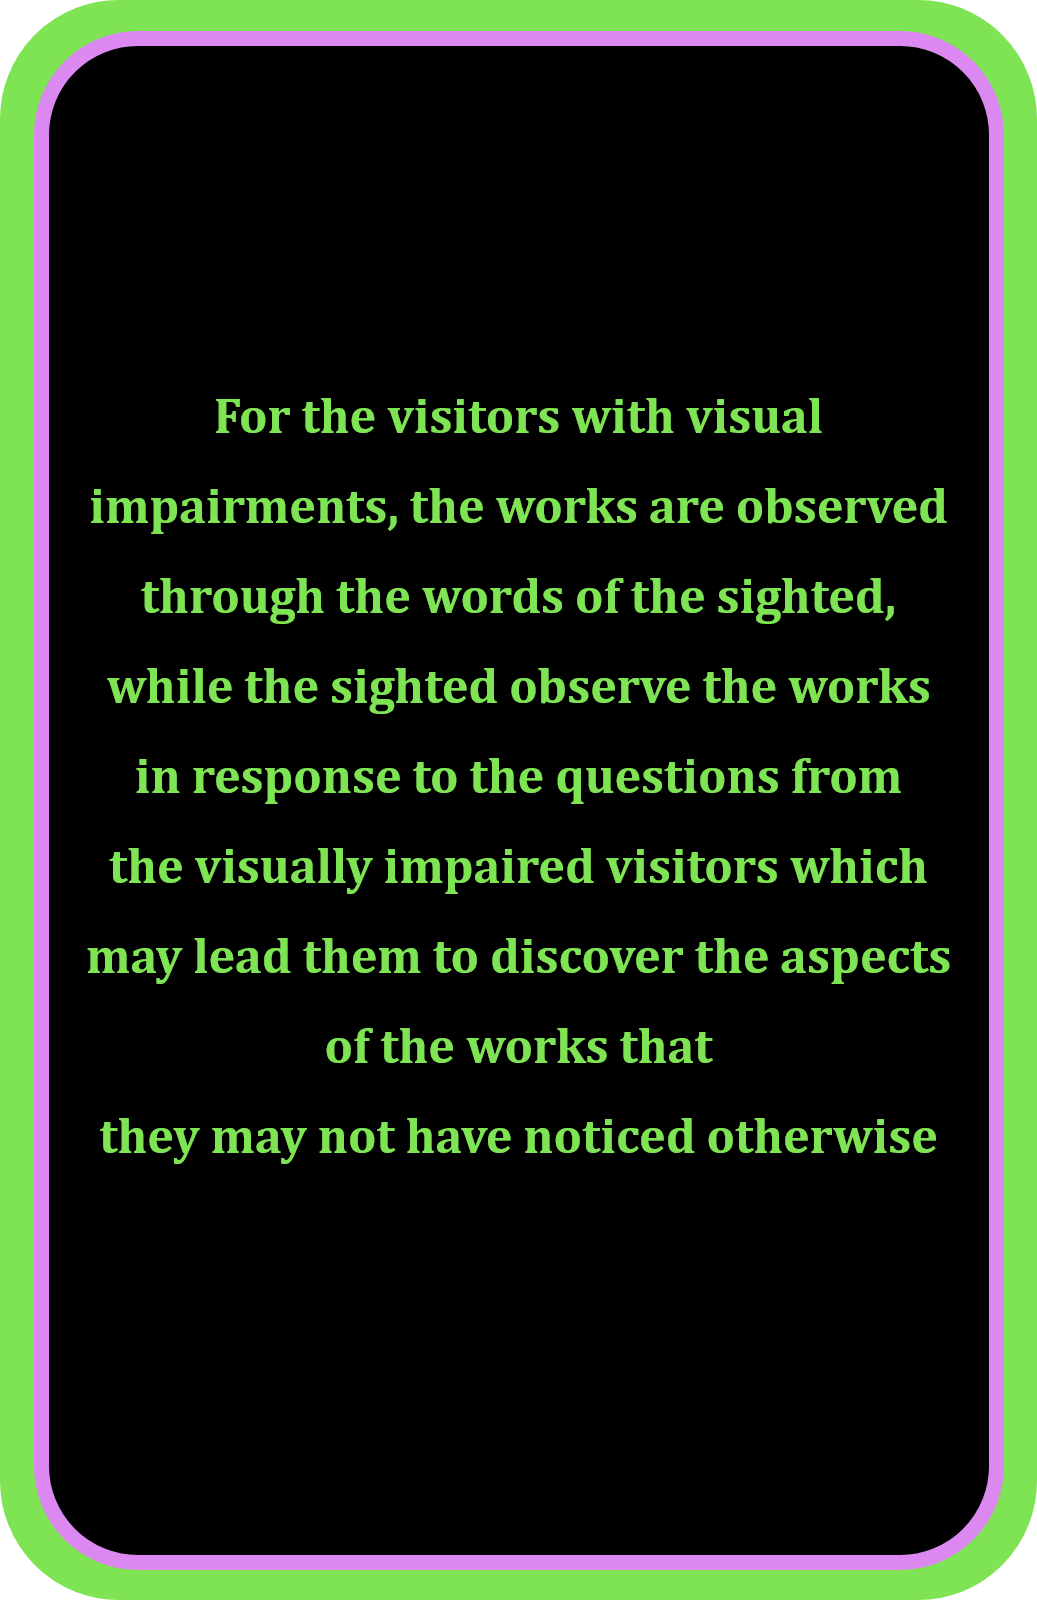 For the visitors with visual
impairments, the works are observed
through the words of the sighted,
while the sighted observe the works
in response to the questions from
the visually impaired visitors which
may lead them to discover the aspects
of the works that
they may not have noticed otherwise